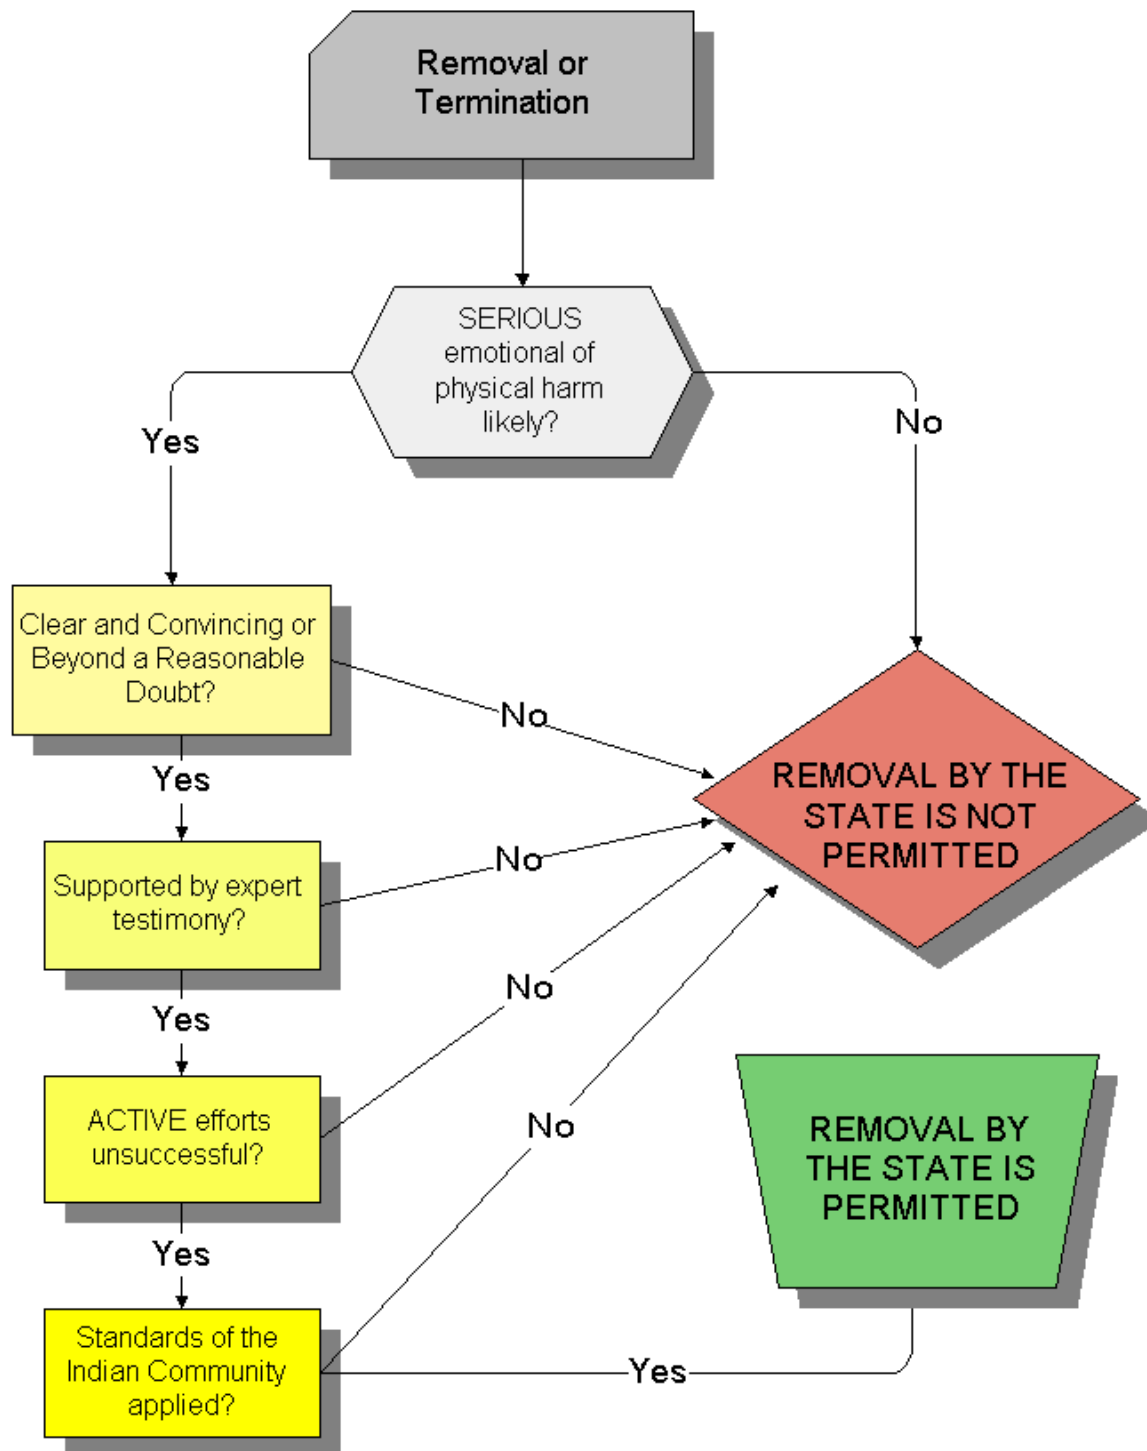 Removal or
Termination
SERIOUS
emotional of
physical harm
likely?
Yes
No
Clear and Convincing or
Beyond a Reasonable
Doubt?
No
Yes
REMOVAL BY THE
STATE IS NOT
PERMITTED
Supported by expert
testimony?
No
Yes
ACTIVE efforts
unsuccessful?
No
Yes
REMOVAL BY
THE STATE IS
PERMITTED
Standards of the
Indian Community
applied?
No
Yes